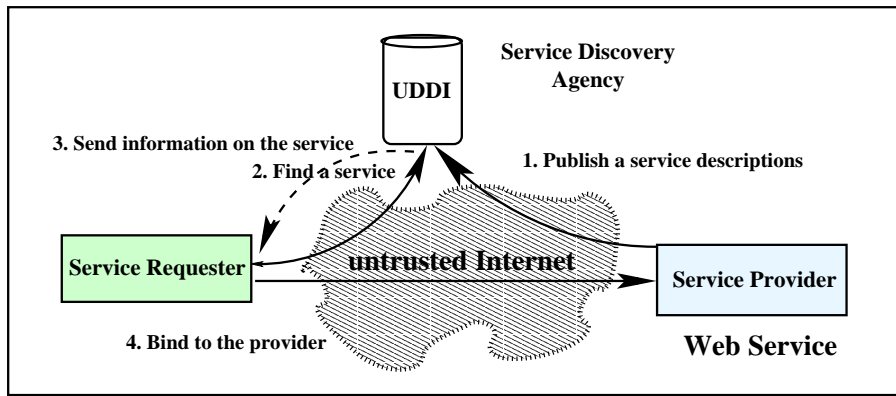 Service Discovery
Agency
UDDI
3. Send information on the service
2. Find a service
1. Publish a service descriptions
Service Requester
untrusted Internet
Service Provider
4. Bind to the provider
Web Service